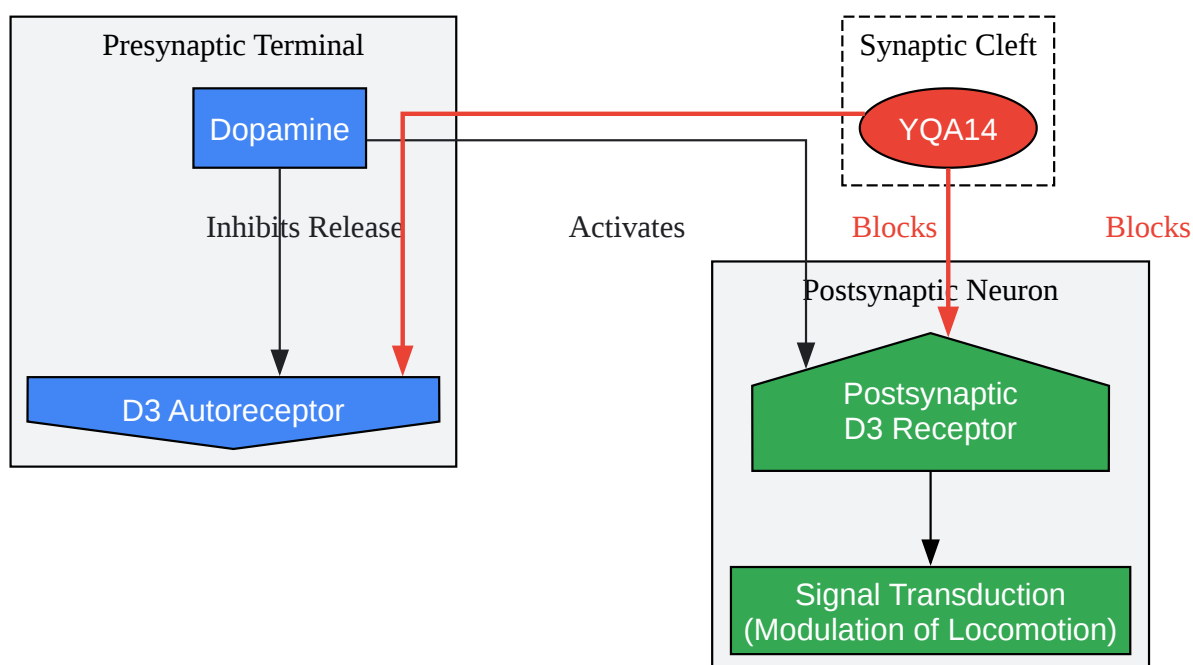 Presynaptic Terminal
Synaptic Cleft
Dopamine
YQA14
Inhibits Release
Activates
Blocks
Blocks
Postsynaptic Neuron
D3 Autoreceptor
Postsynaptic
D3 Receptor
Signal Transduction
(Modulation of Locomotion)